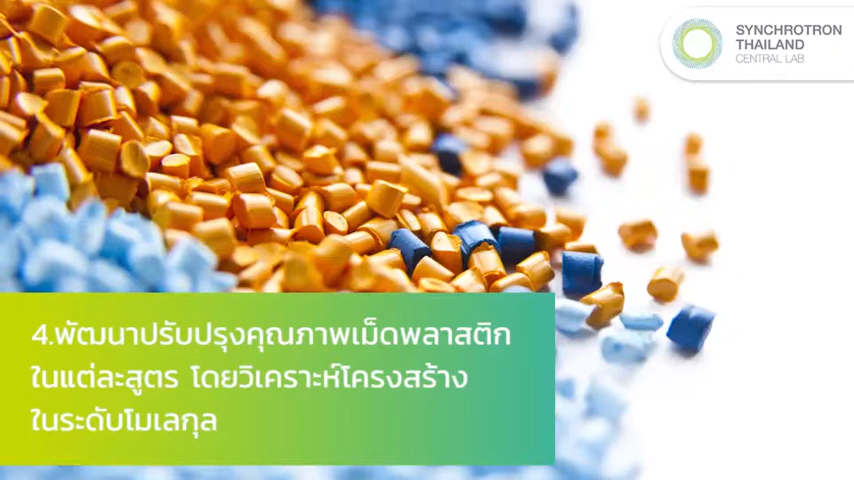 SYNCHROTRON
THAILAND
CENTRAL LAB
4.พัฒนาปรับปรุงคุณภาพเม็ดพลาสติก
ในแต่ละสูตร โดยวิเคราะห์โครงสร้าง
ในระดับโมเลกุล